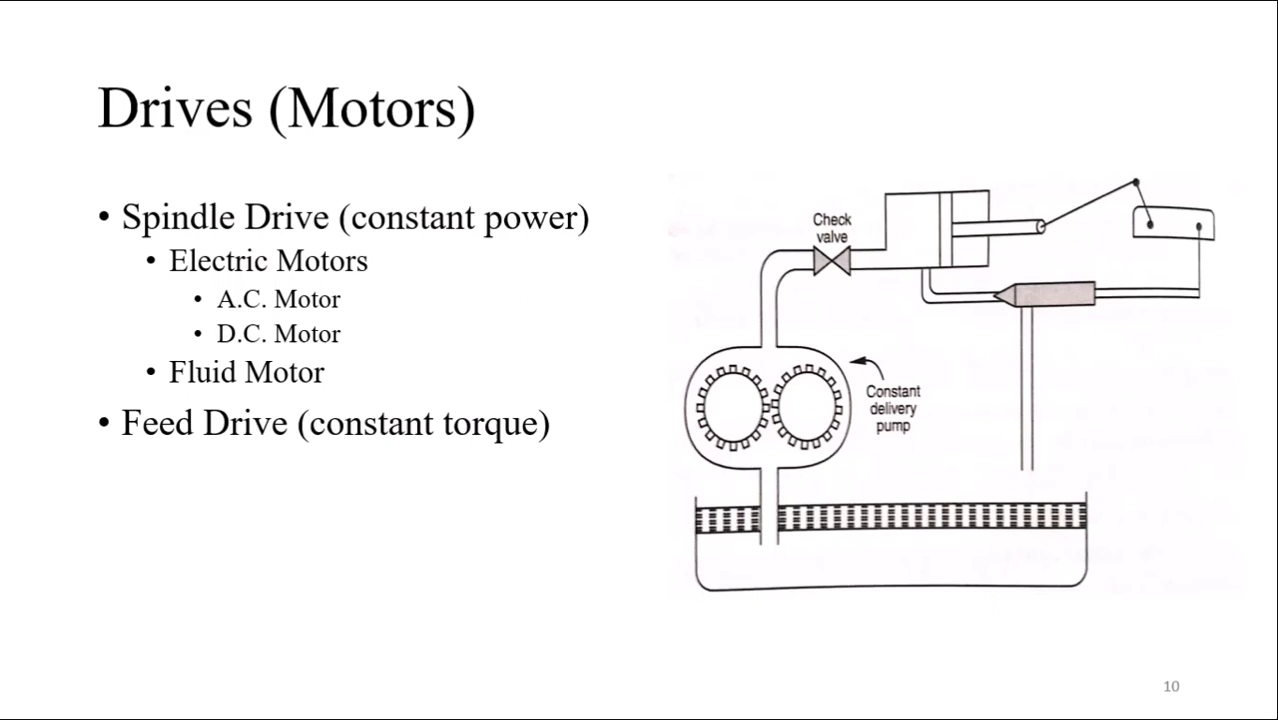 Drives (Motors)
• Spindle Drive (constant power)
• Electric Motors
• A.C. Motor
• D.C. Motor
• Fluid Motor
• Feed Drive (constant torque)
Check
valve
Constant
delivery
pump
10